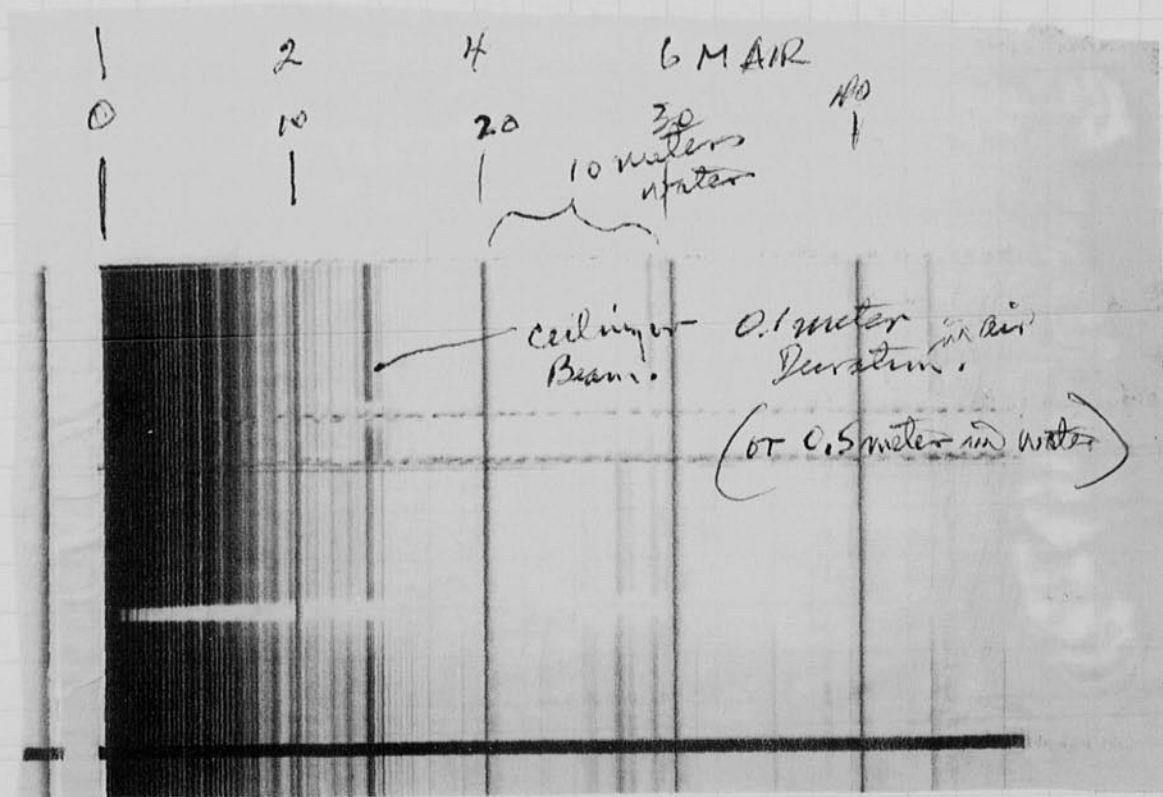 1 2 4 6 M AIR
0 10 20 30 40
10 meters
water
ceiling or
Beam.
0.1 meter in air
Duration.
(or 0.5 meter in water)